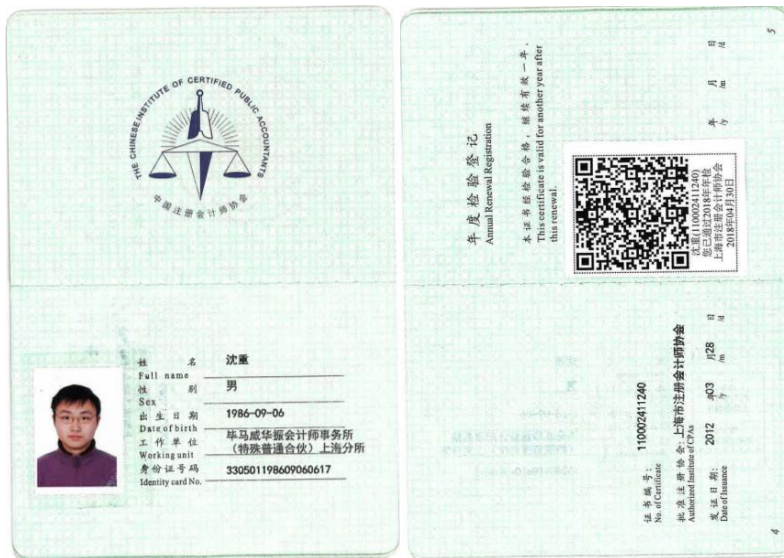 THE CHINESE INSTITUTE OF CERTIFIED PUBLIC ACCOUNTANTS
中国注册会计师协会
姓 名 沈重
Full name
性 别 男
Sex
出生日期 1986-09-06
Date of birth
工作单位 毕马威华振会计师事务所
Working unit (特殊普通合伙)上海分所
身份证号码 330501198609060617
Identity card No.
年度检验登记
Annual Renewal Registration
本证书经检验合格,继续有效一年.
This certificate is valid for another year after
this renewal.
沈重(110002411240)
您已通过2018年年检
上海市注册会计师协会
2018年04月30日
年 月 日
/y /m /d
5
证书编号: 110002411240
No. of Certificate
批准注册协会: 上海市注册会计师协会
Authorized Institute of CPAs
发证日期: 2012 年03 月28 日
Date of Issuance /y /m /d
4